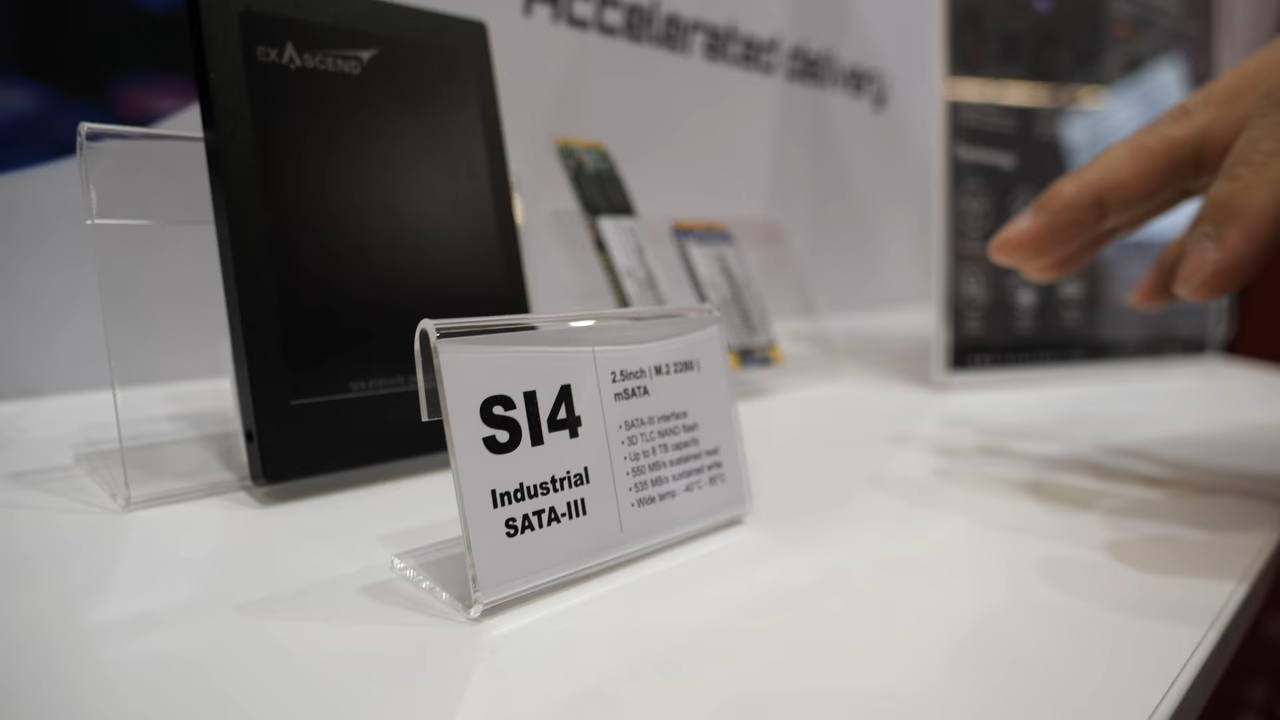 Accelerated delivery
EXASCEND
SI4
Industrial
SATA-III
2.5inch | M.2 2280 |
mSATA
• SATA-III interface
• 3D TLC NAND flash
• Up to 8 TB capacity
• 550 MB/s sustained read
• 535 MB/s sustained write
• Wide temp: -40°C - 85°C